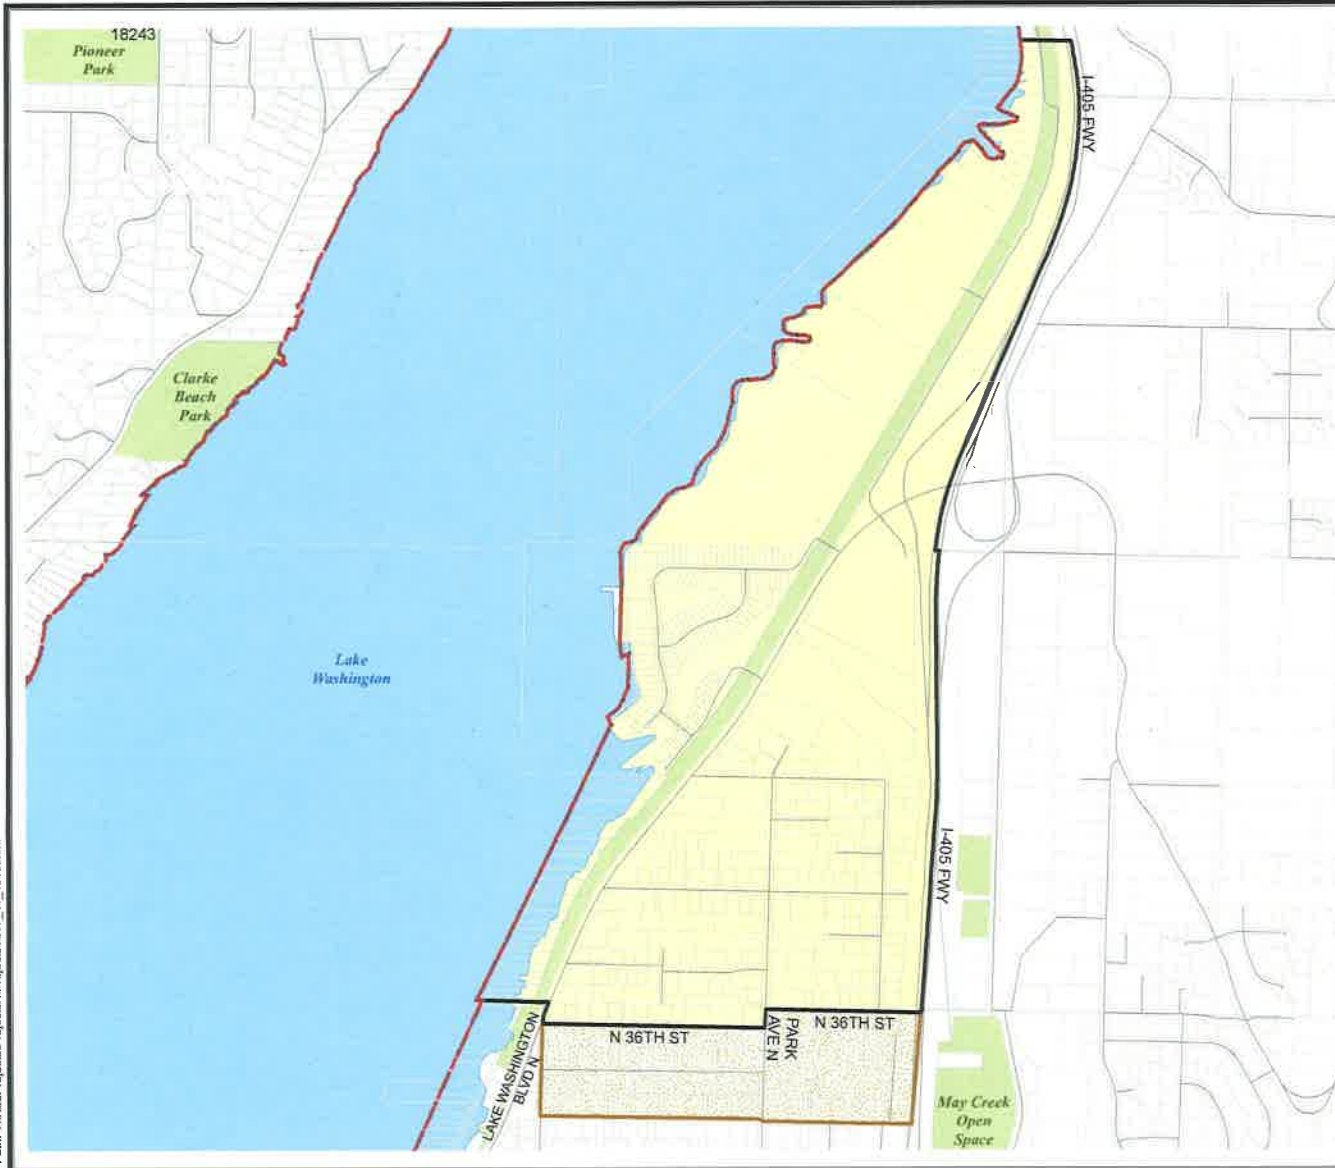 18243
Pioneer
Park
I-405 FWY
Clarke
Beach
Park
Lake
Washington
I-405 FWY
LAKE WASHINGTON
BLVD N
N 36TH ST
PARK
AVE N
N 36TH ST
May Creek
Open
Space